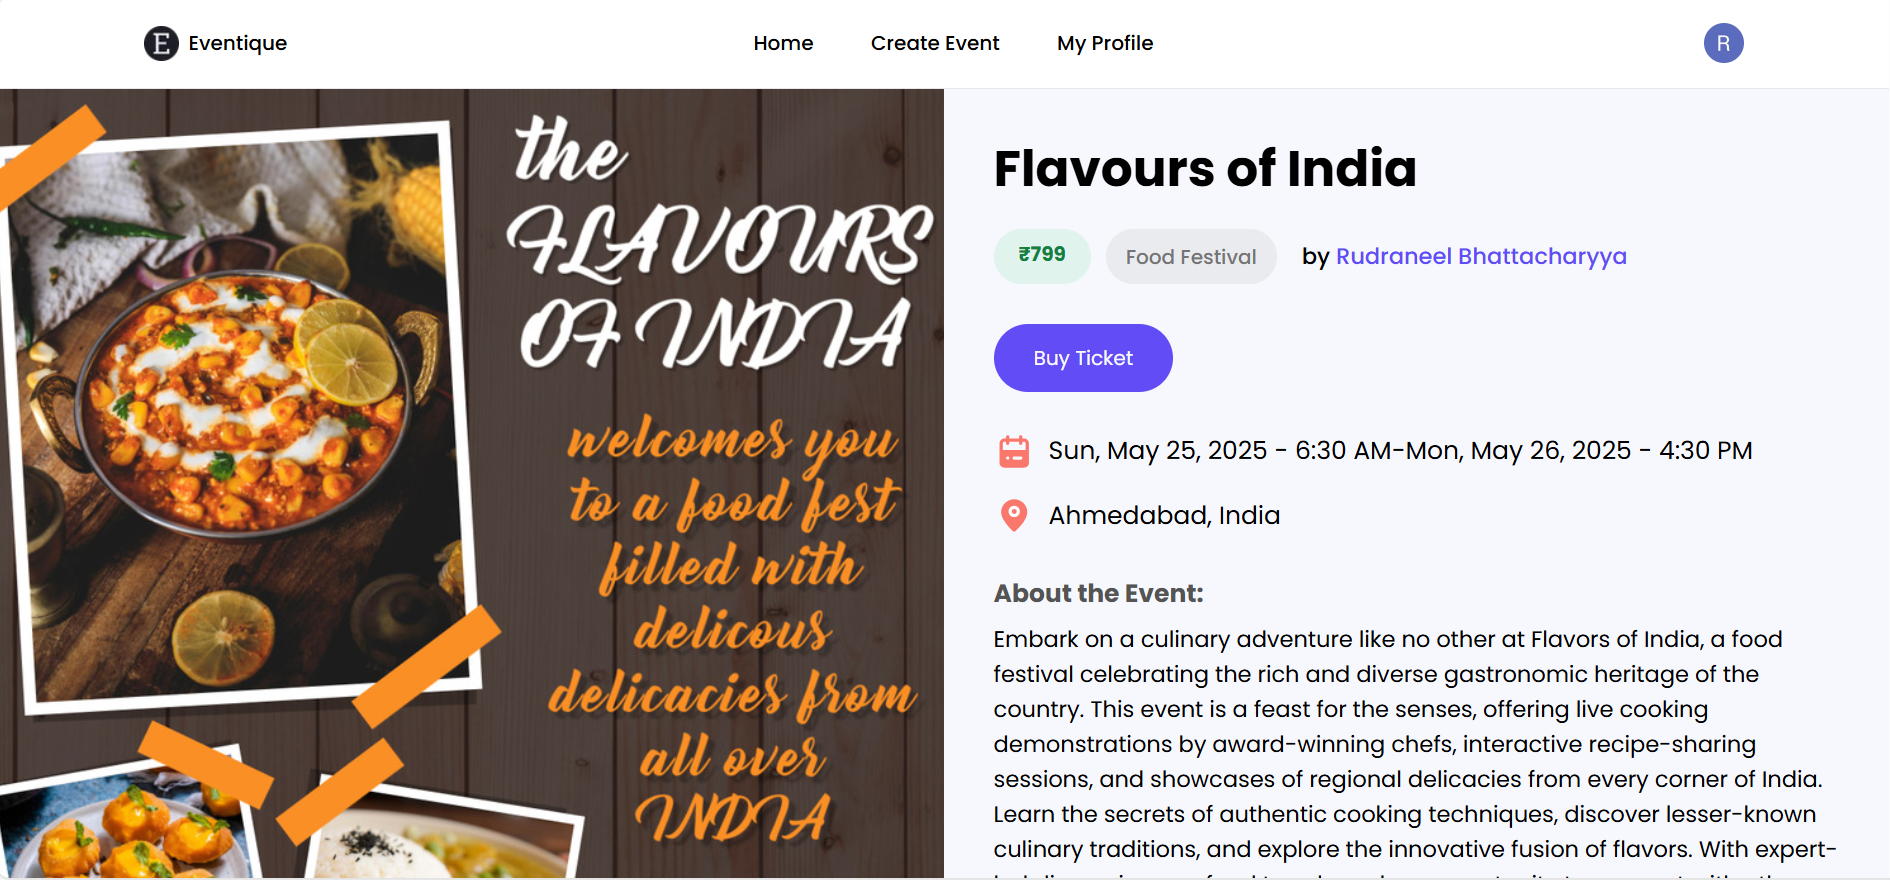 E Eventique
Home Create Event My Profile
R
the
FLAVOURS
OF INDIA
welcomes you
to a food fest
filled with
delicous
delicacies from
all over
INDIA
Flavours of India
₹799 Food Festival by Rudraneel Bhattacharyya
Buy Ticket
Sun, May 25, 2025 - 6:30 AM-Mon, May 26, 2025 - 4:30 PM
Ahmedabad, India
About the Event:
Embark on a culinary adventure like no other at Flavors of India, a food
festival celebrating the rich and diverse gastronomic heritage of the
country. This event is a feast for the senses, offering live cooking
demonstrations by award-winning chefs, interactive recipe-sharing
sessions, and showcases of regional delicacies from every corner of India.
Learn the secrets of authentic cooking techniques, discover lesser-known
culinary traditions, and explore the innovative fusion of flavors. With expert-